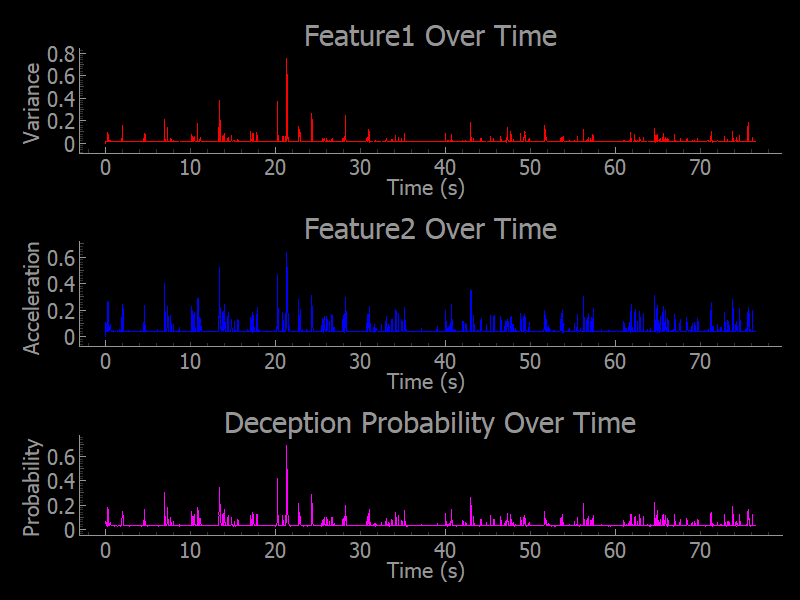 Feature1 Over Time
Variance
0.8
0.6
0.4
0.2
0
0 10 20 30 40 50 60 70
Time (s)
Feature2 Over Time
Acceleration
0.6
0.4
0.2
0
0 10 20 30 40 50 60 70
Time (s)
Deception Probability Over Time
Probability
0.6
0.4
0.2
0
0 10 20 30 40 50 60 70
Time (s)